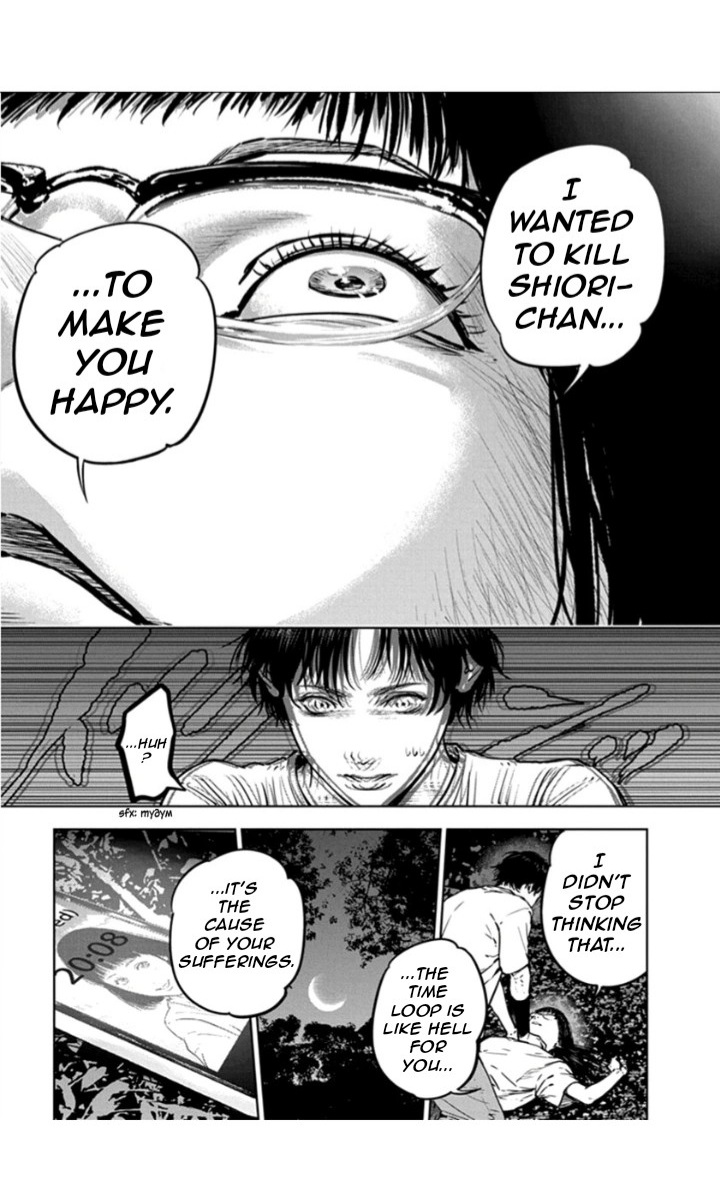 I
WANTED
TO KILL
SHIORI-
CHAN...
...TO
MAKE
YOU
HAPPY.
...HUH
?
sfx: myaym
I
DIDN'T
STOP
THINKING
THAT...
...THE
TIME
LOOP IS
LIKE HELL
FOR
YOU...
...IT'S
THE
CAUSE
OF YOUR
SUFFERINGS.
20:08